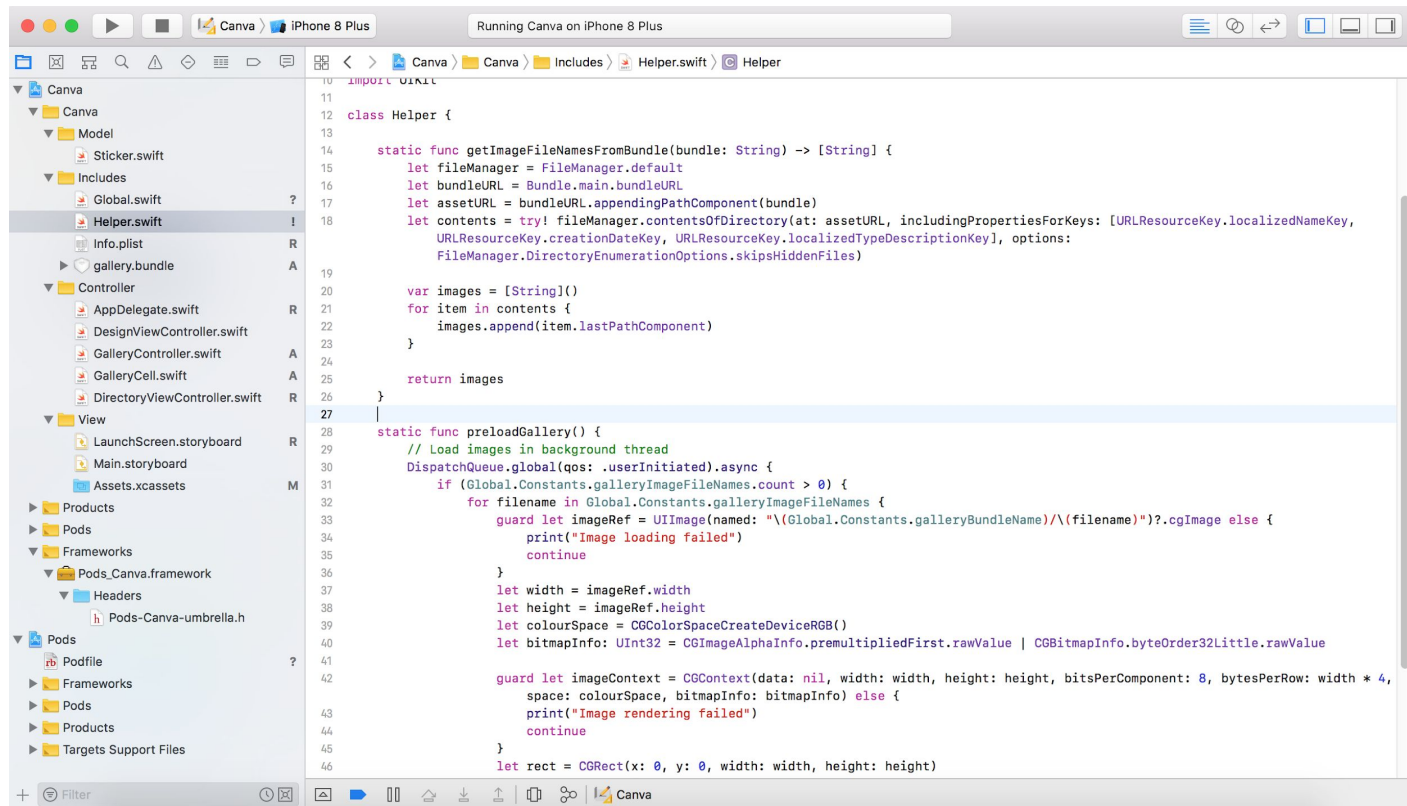 Canva iPhone 8 Plus
Running Canva on iPhone 8 Plus
Canva Canva Includes Helper.swift C Helper
Canva
Canva
Model
Sticker.swift
Includes
Global.swift ?
Helper.swift !
Info.plist R
gallery.bundle A
Controller
AppDelegate.swift R
DesignViewController.swift
GalleryController.swift A
GalleryCell.swift A
DirectoryViewController.swift R
View
LaunchScreen.storyboard R
Main.storyboard
Assets.xcassets M
Products
Pods
Frameworks
Pods_Canva.framework
Headers
h Pods-Canva-umbrella.h
Pods
rb Podfile ?
Frameworks
Pods
Products
Targets Support Files
Filter
10 import UIKit
11
12 class Helper {
13
14 static func getImageFileNamesFromBundle(bundle: String) -> [String] {
15 let fileManager = FileManager.default
16 let bundleURL = Bundle.main.bundleURL
17 let assetURL = bundleURL.appendingPathComponent(bundle)
18 let contents = try! fileManager.contentsOfDirectory(at: assetURL, includingPropertiesForKeys: [URLResourceKey.localizedNameKey,
URLResourceKey.creationDateKey, URLResourceKey.localizedTypeDescriptionKey], options:
FileManager.DirectoryEnumerationOptions.skipsHiddenFiles)
19
20 var images = [String]()
21 for item in contents {
22 images.append(item.lastPathComponent)
23 }
24
25 return images
26 }
27
28 static func preloadGallery() {
29 // Load images in background thread
30 DispatchQueue.global(qos: .userInitiated).async {
31 if (Global.Constants.galleryImageFileNames.count > 0) {
32 for filename in Global.Constants.galleryImageFileNames {
33 guard let imageRef = UIImage(named: "\(Global.Constants.galleryBundleName)/\(filename)")?.cgImage else {
34 print("Image loading failed")
35 continue
36 }
37 let width = imageRef.width
38 let height = imageRef.height
39 let colourSpace = CGColorSpaceCreateDeviceRGB()
40 let bitmapInfo: UInt32 = CGImageAlphaInfo.premultipliedFirst.rawValue | CGBitmapInfo.byteOrder32Little.rawValue
41
42 guard let imageContext = CGContext(data: nil, width: width, height: height, bitsPerComponent: 8, bytesPerRow: width * 4,
space: colourSpace, bitmapInfo: bitmapInfo) else {
43 print("Image rendering failed")
44 continue
45 }
46 let rect = CGRect(x: 0, y: 0, width: width, height: height)
Canva